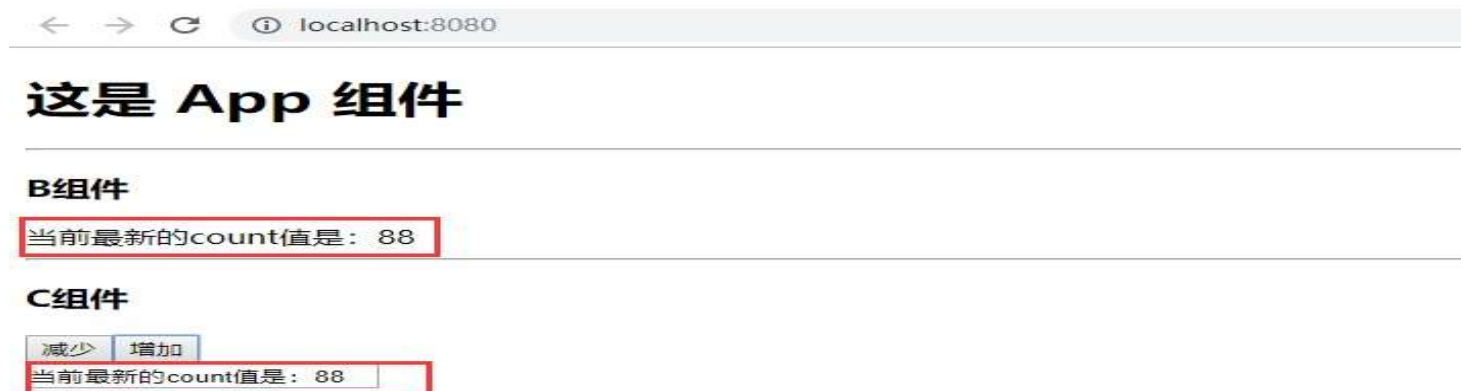 localhost:8080
这是 App 组件
B组件
当前最新的count值是：88
C组件
减少 增加
当前最新的count值是：88